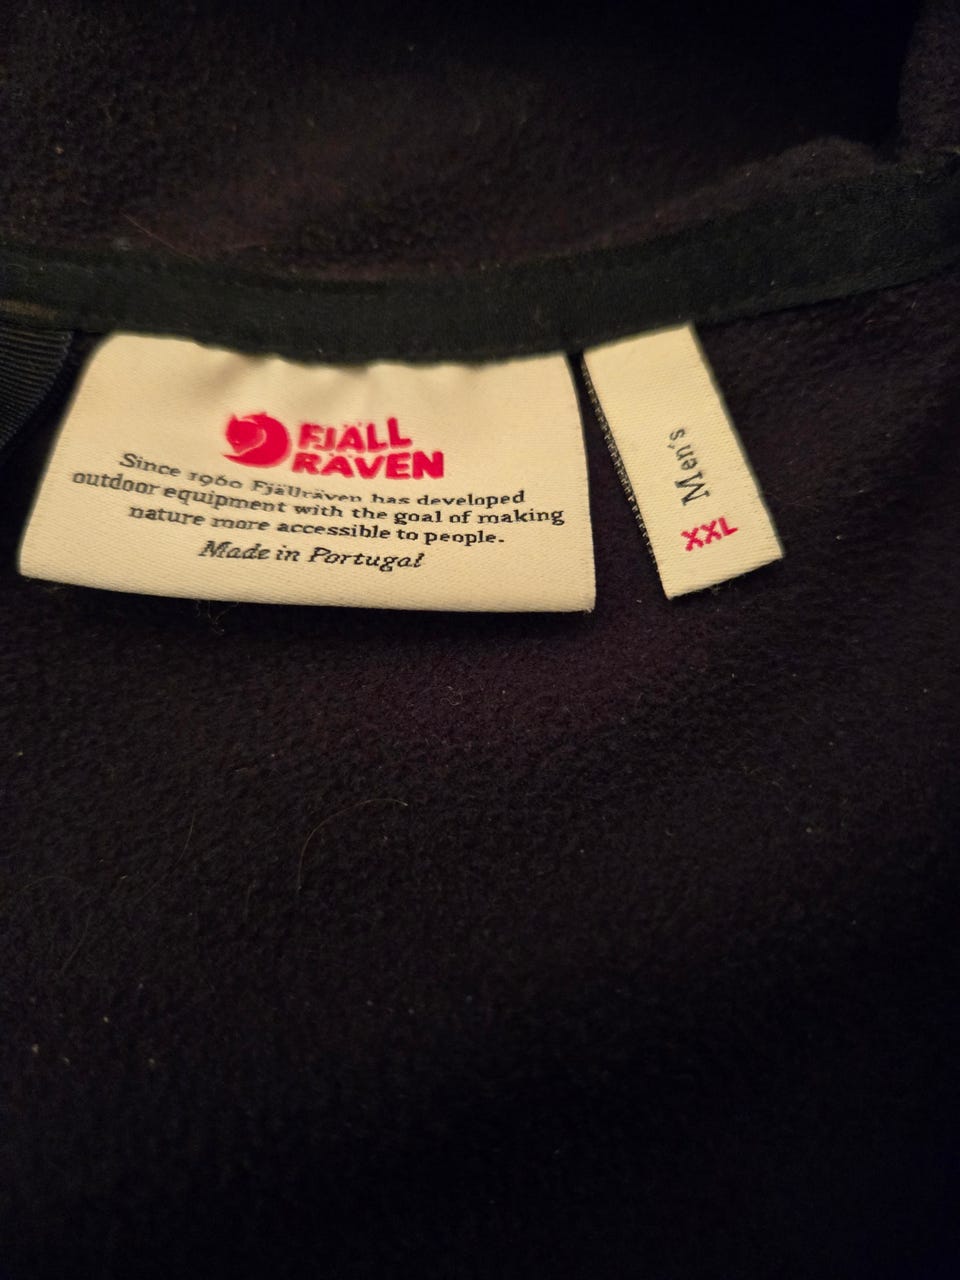 FJÄLL
RÄVEN
Since 1960 Fjällräven has developed
outdoor equipment with the goal of making
nature more accessible to people.
Made in Portugal
Men's
XXL